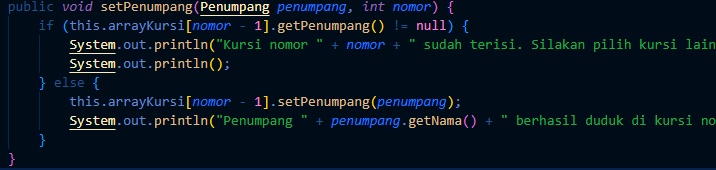 public void setPenumpang(Penumpang penumpang, int nomor) {
    if (this.arrayKursi[nomor - 1].getPenumpang() != null) {
        System.out.println("Kursi nomor " + nomor + " sudah terisi. Silakan pilih kursi lain
        System.out.println();
    } else {
        this.arrayKursi[nomor - 1].setPenumpang(penumpang);
        System.out.println("Penumpang " + penumpang.getNama() + " berhasil duduk di kursi no
    }
}